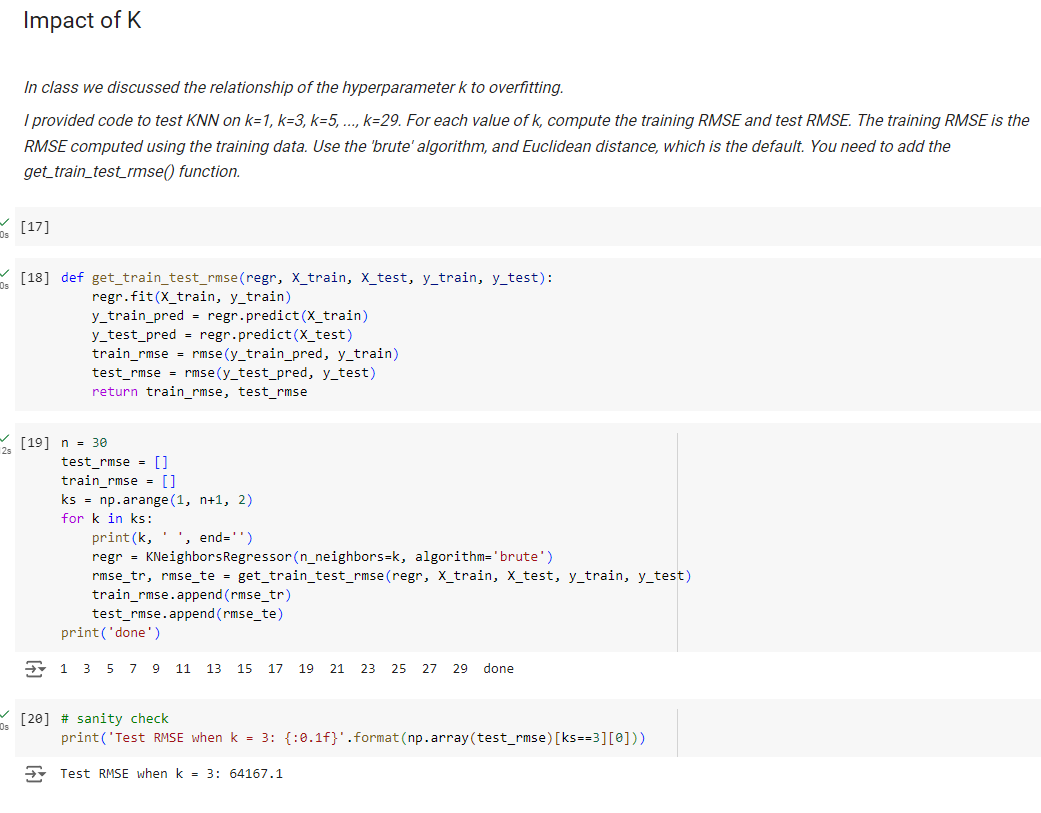 Impact of K
In class we discussed the relationship of the hyperparameter k to overfitting.
I provided code to test KNN on k=1, k=3, k=5, ..., k=29. For each value of k, compute the training RMSE and test RMSE. The training RMSE is the
RMSE computed using the training data. Use the 'brute' algorithm, and Euclidean distance, which is the default. You need to add the
get_train_test_rmse() function.
0s [17]
0s [18] def get_train_test_rmse(regr, X_train, X_test, y_train, y_test):
regr.fit(X_train, y_train)
y_train_pred = regr.predict(X_train)
y_test_pred = regr.predict(X_test)
train_rmse = rmse(y_train_pred, y_train)
test_rmse = rmse(y_test_pred, y_test)
return train_rmse, test_rmse
12s [19] n = 30
test_rmse = []
train_rmse = []
ks = np.arange(1, n+1, 2)
for k in ks:
print(k, ' ', end='')
regr = KNeighborsRegressor(n_neighbors=k, algorithm='brute')
rmse_tr, rmse_te = get_train_test_rmse(regr, X_train, X_test, y_train, y_test)
train_rmse.append(rmse_tr)
test_rmse.append(rmse_te)
print('done')
1 3 5 7 9 11 13 15 17 19 21 23 25 27 29 done
0s [20] # sanity check
print('Test RMSE when k = 3: {:0.1f}'.format(np.array(test_rmse)[ks==3][0]))
Test RMSE when k = 3: 64167.1